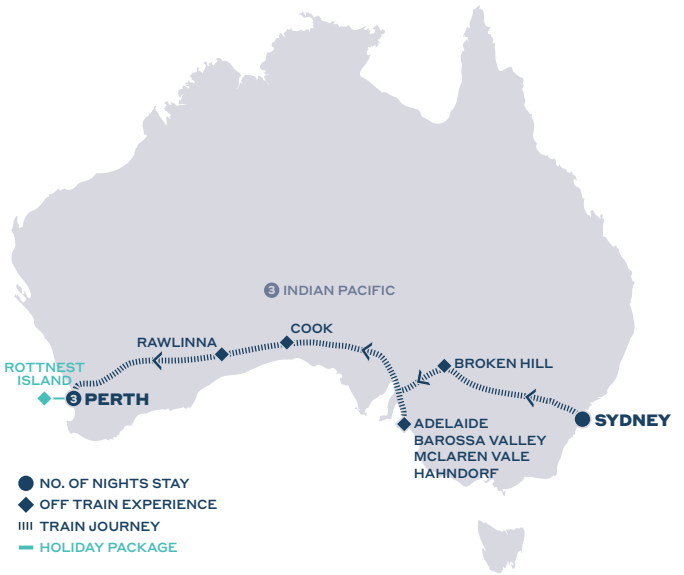 3 INDIAN PACIFIC
COOK
RAWLINNA
BROKEN HILL
ROTTNEST
ISLAND
3 PERTH
SYDNEY
ADELAIDE
BAROSSA VALLEY
MCLAREN VALE
HAHNDORF
NO. OF NIGHTS STAY
OFF TRAIN EXPERIENCE
TRAIN JOURNEY
HOLIDAY PACKAGE